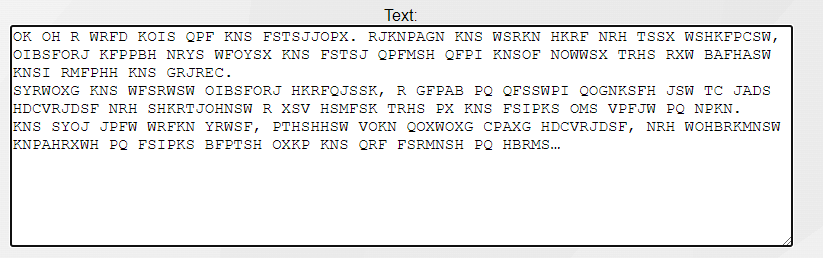 Text:
OK OH R WRFD KOIS QPF KNS FSTSJJOPX. RJKNPAGN KNS WSRKN HKRF NRH TSSX WSHKFPCSW,
OIBSFORJ KFPPBH NRYS WFOYSX KNS FSTSJ QPFMSH QFPI KNSOF NOWWSX TRHS RXW BAFHASW
KNSI RMFPHH KNS GRJREC.
SYRWOXG KNS WFSRWSW OIBSFORJ HKRFQJSSK, R GFPAB PQ QFSSWPI QOGNKSFH JSW TC JADS
HDCVRJDSF NRH SHKRTJOHNSW R XSV HSMFSK TRHS PX KNS FSIPKS OMS VPFJW PQ NPKN.
KNS SYOJ JPFW WRFKN YRWSF, PTHSHHSW VOKN QOXWOXG CPAXG HDCVRJDSF, NRH WOHBRKMNSW
KNPAHRXWH PQ FSIPKS BFPTSH OXKP KNS QRF FSRMNSH PQ HBRMS…